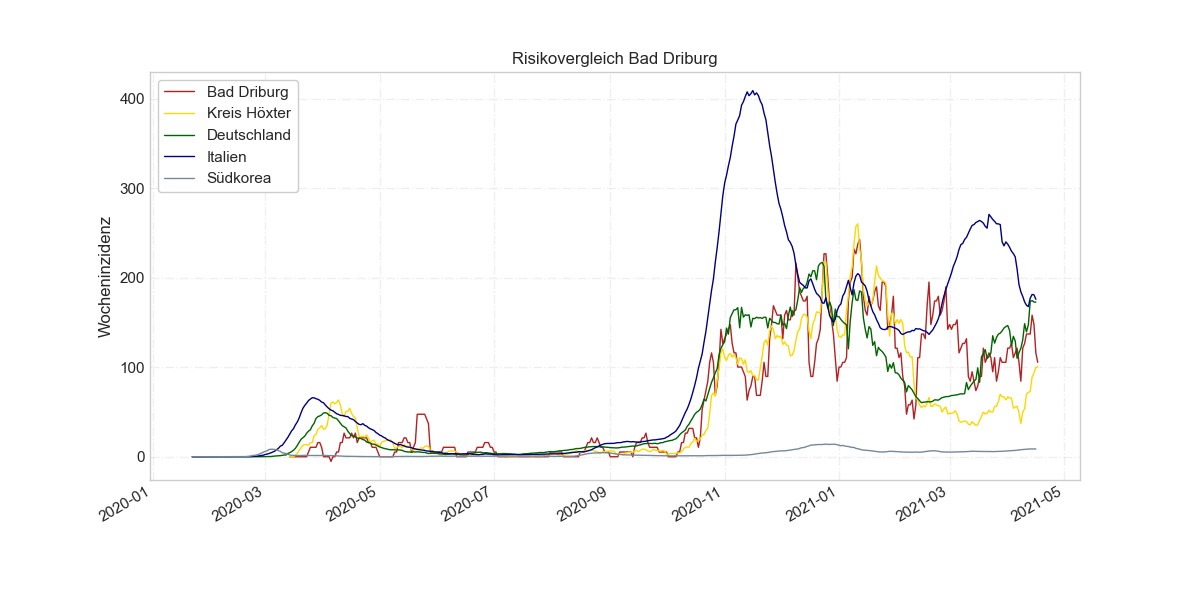 Risikovergleich Bad Driburg
Wocheninzidenz
400
300
200
100
0
Bad Driburg
Kreis Höxter
Deutschland
Italien
Südkorea
2020-01
2020-03
2020-05
2020-07
2020-09
2020-11
2021-01
2021-03
2021-05